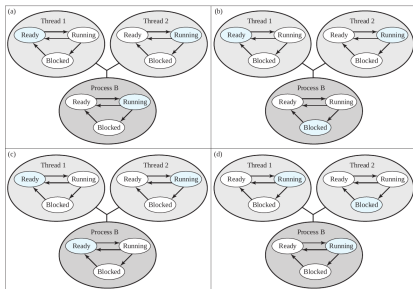 (a)
Thread 1
Thread 2
Ready
Running
Ready
Running
Blocked
Blocked
Process B
Ready
Running
Blocked
(b)
Thread 1
Thread 2
Ready
Running
Ready
Running
Blocked
Blocked
Process B
Ready
Running
Blocked
(c)
Thread 1
Thread 2
Ready
Running
Ready
Running
Blocked
Blocked
Process B
Ready
Running
Blocked
(d)
Thread 1
Thread 2
Ready
Running
Ready
Running
Blocked
Blocked
Process B
Ready
Running
Blocked